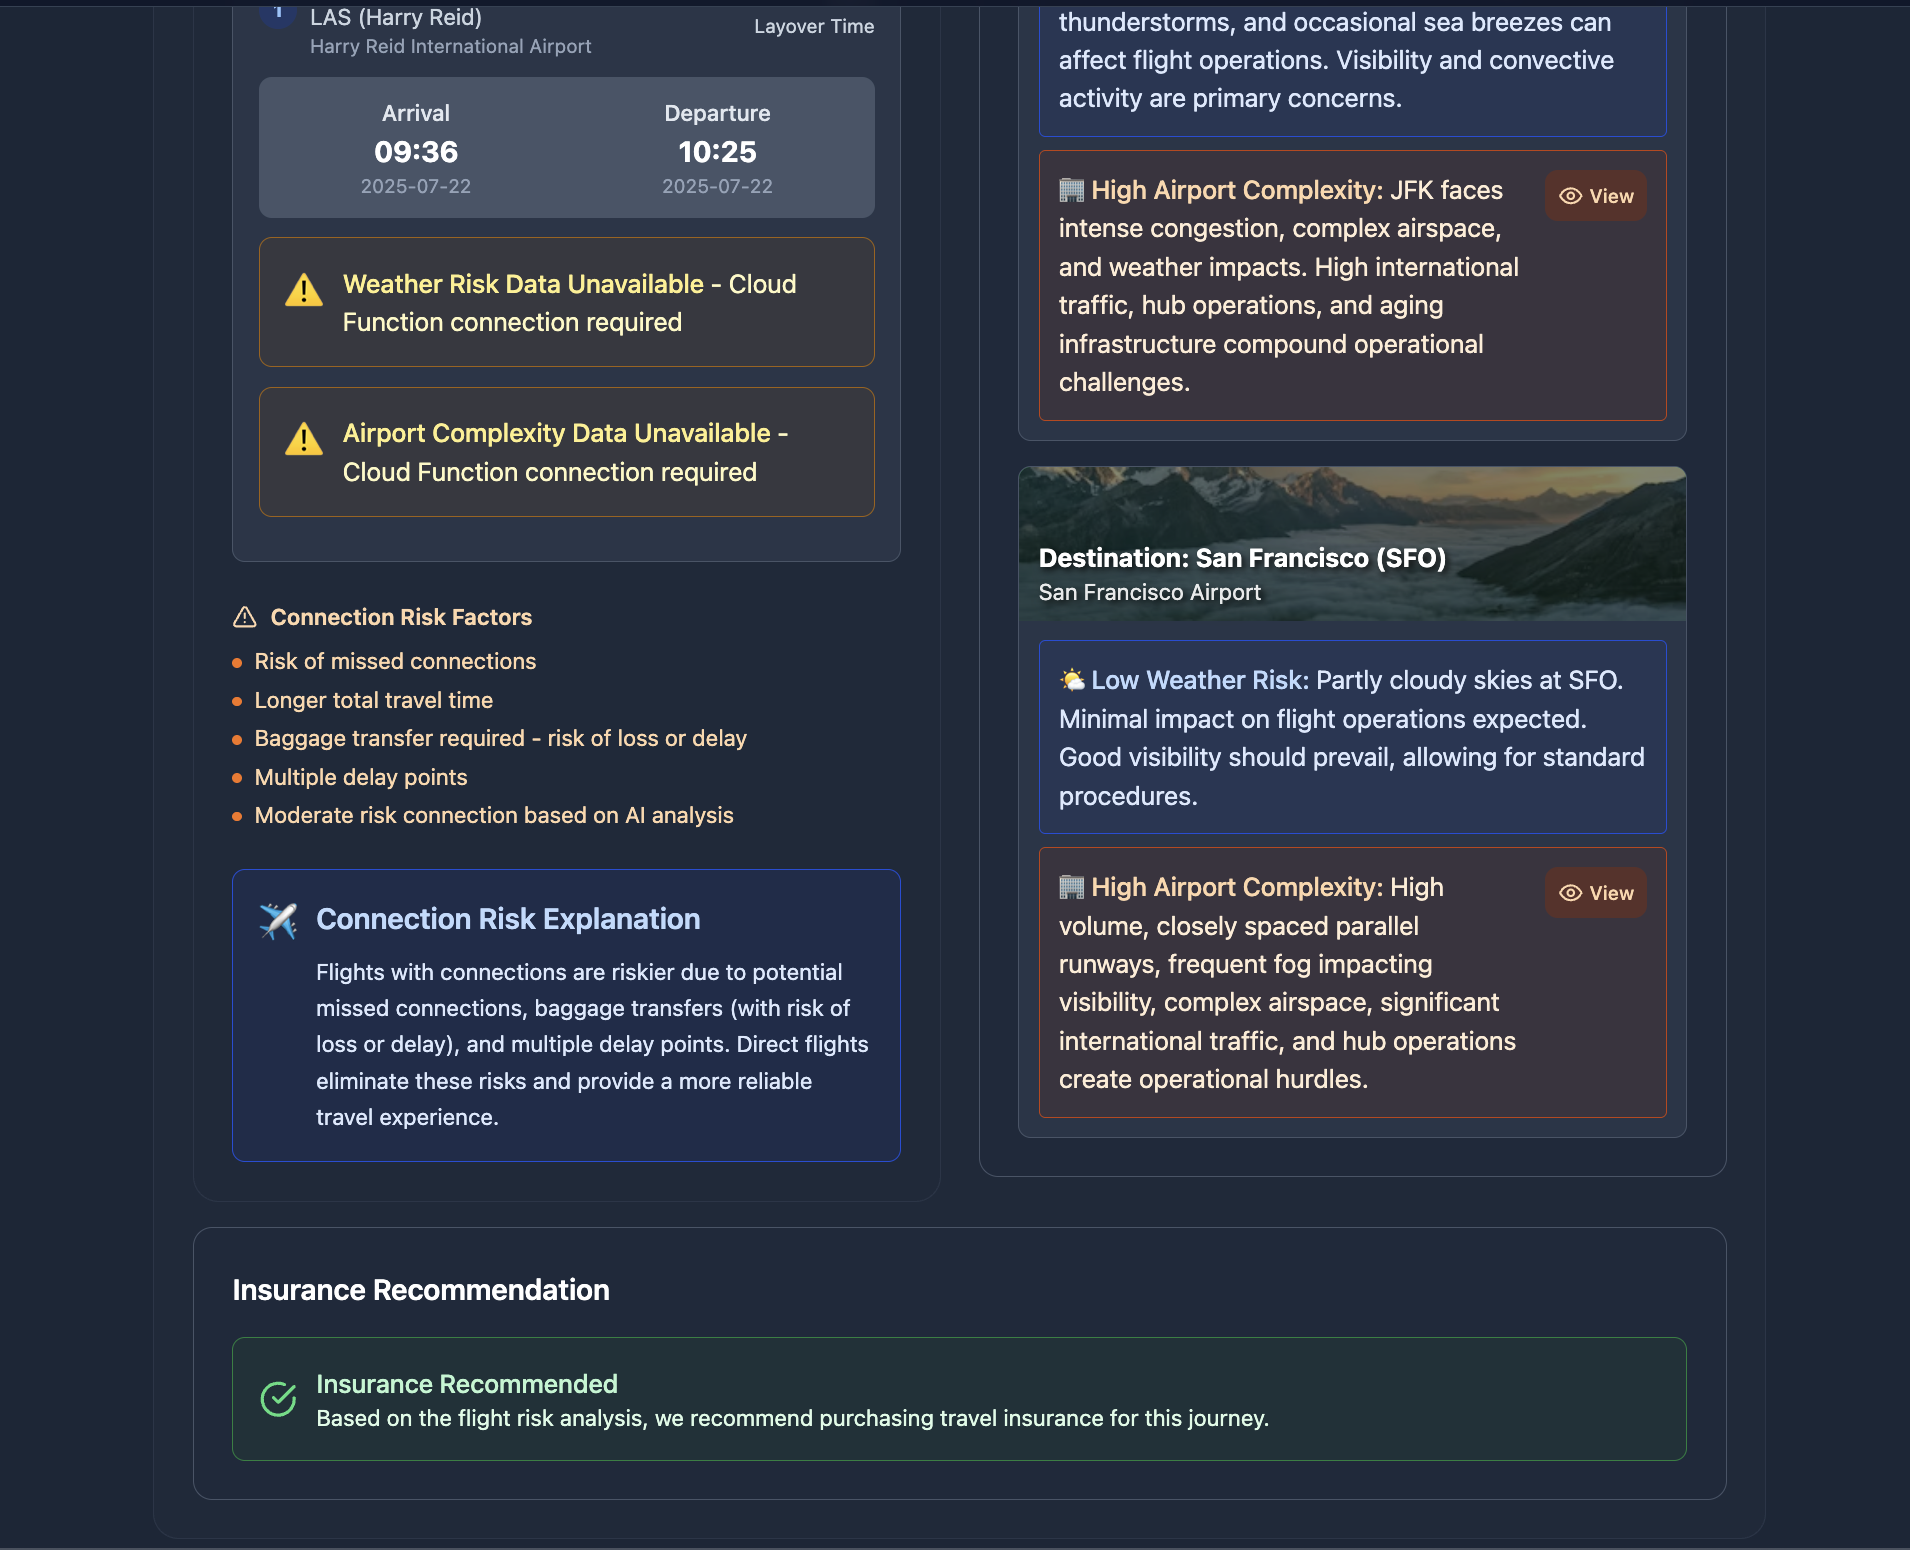 1
LAS (Harry Reid)
Harry Reid International Airport
Layover Time
Arrival
09:36
2025-07-22
Departure
10:25
2025-07-22
Weather Risk Data Unavailable - Cloud
Function connection required
Airport Complexity Data Unavailable -
Cloud Function connection required
Connection Risk Factors
Risk of missed connections
Longer total travel time
Baggage transfer required - risk of loss or delay
Multiple delay points
Moderate risk connection based on AI analysis
Connection Risk Explanation
Flights with connections are riskier due to potential
missed connections, baggage transfers (with risk of
loss or delay), and multiple delay points. Direct flights
eliminate these risks and provide a more reliable
travel experience.
thunderstorms, and occasional sea breezes can
affect flight operations. Visibility and convective
activity are primary concerns.
High Airport Complexity: JFK faces
intense congestion, complex airspace,
and weather impacts. High international
traffic, hub operations, and aging
infrastructure compound operational
challenges.
View
Destination: San Francisco (SFO)
San Francisco Airport
Low Weather Risk: Partly cloudy skies at SFO.
Minimal impact on flight operations expected.
Good visibility should prevail, allowing for standard
procedures.
High Airport Complexity: High
volume, closely spaced parallel
runways, frequent fog impacting
visibility, complex airspace, significant
international traffic, and hub operations
create operational hurdles.
View
Insurance Recommendation
Insurance Recommended
Based on the flight risk analysis, we recommend purchasing travel insurance for this journey.